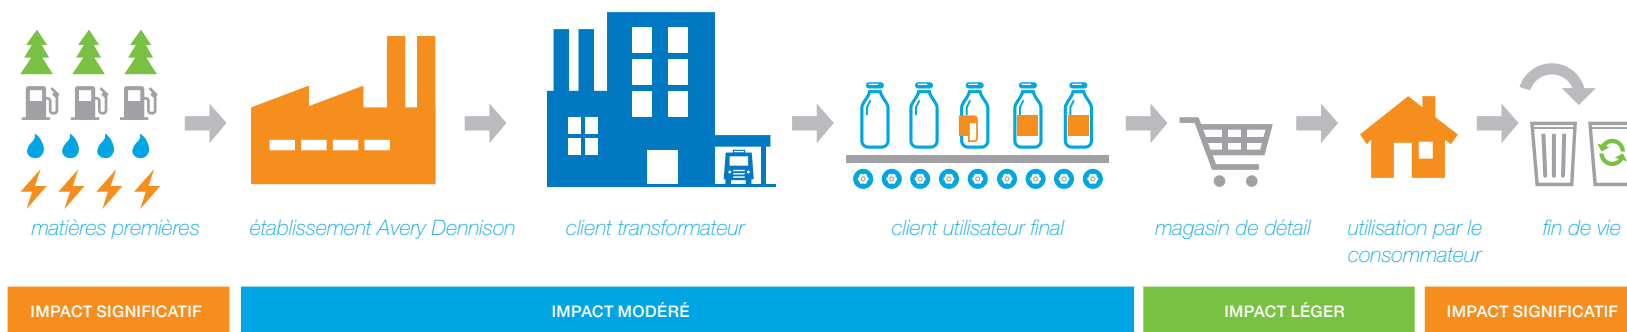 matières premières
établissement Avery Dennison
client transformateur
client utilisateur final
magasin de détail
utilisation par le
consommateur
fin de vie
IMPACT SIGNIFICATIF
IMPACT MODÉRÉ
IMPACT LÉGER
IMPACT SIGNIFICATIF